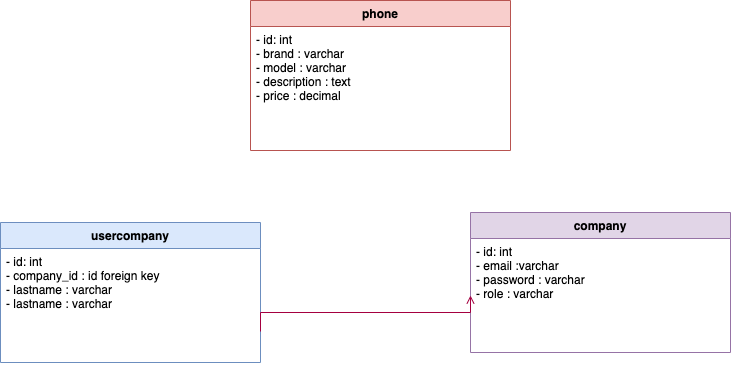 phone
- id: int
- brand : varchar
- model : varchar
- description : text
- price : decimal
usercompany
- id: int
- company_id : id foreign key
- lastname : varchar
- lastname : varchar
company
- id: int
- email :varchar
- password : varchar
- role : varchar